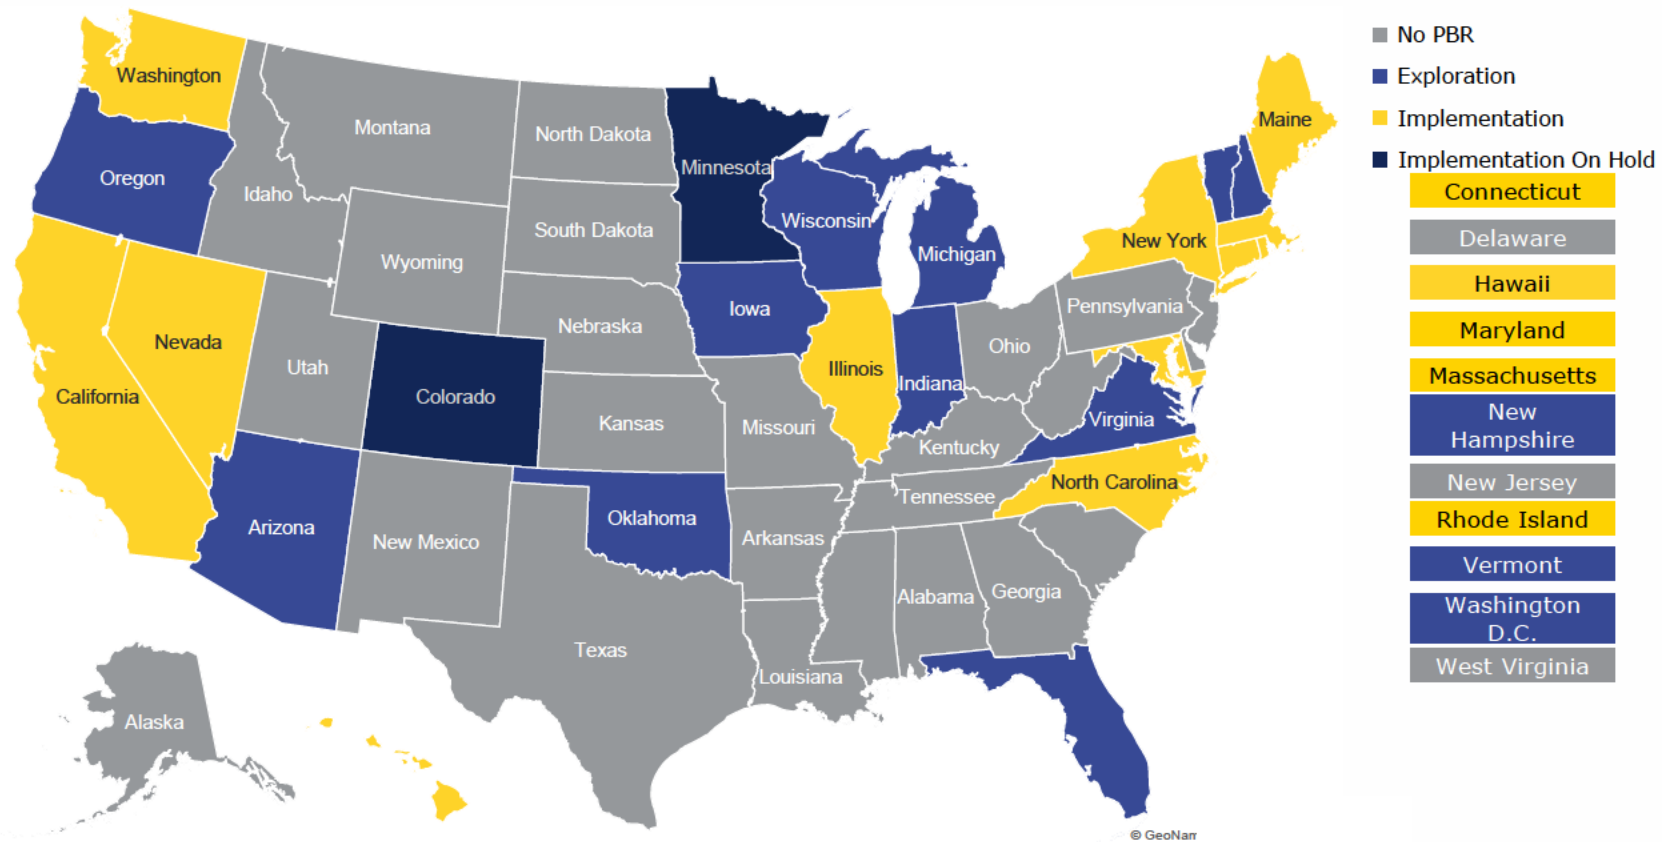 No PBR
Exploration
Implementation
Implementation On Hold
Connecticut
Delaware
Hawaii
Maryland
Massachusetts
New
Hampshire
New Jersey
Rhode Island
Vermont
Washington
D.C.
West Virginia
Washington
Montana
North Dakota
Minnesota
Maine
Oregon
Idaho
South Dakota
Wisconsin
Michigan
New York
Wyoming
Iowa
Nebraska
Pennsylvania
Nevada
Utah
Illinois
Indiana
Ohio
California
Colorado
Kansas
Missouri
Kentucky
Virginia
Arizona
New Mexico
Oklahoma
Arkansas
Tennessee
North Carolina
Alabama
Georgia
Texas
Louisiana
Alaska
© GeoNam